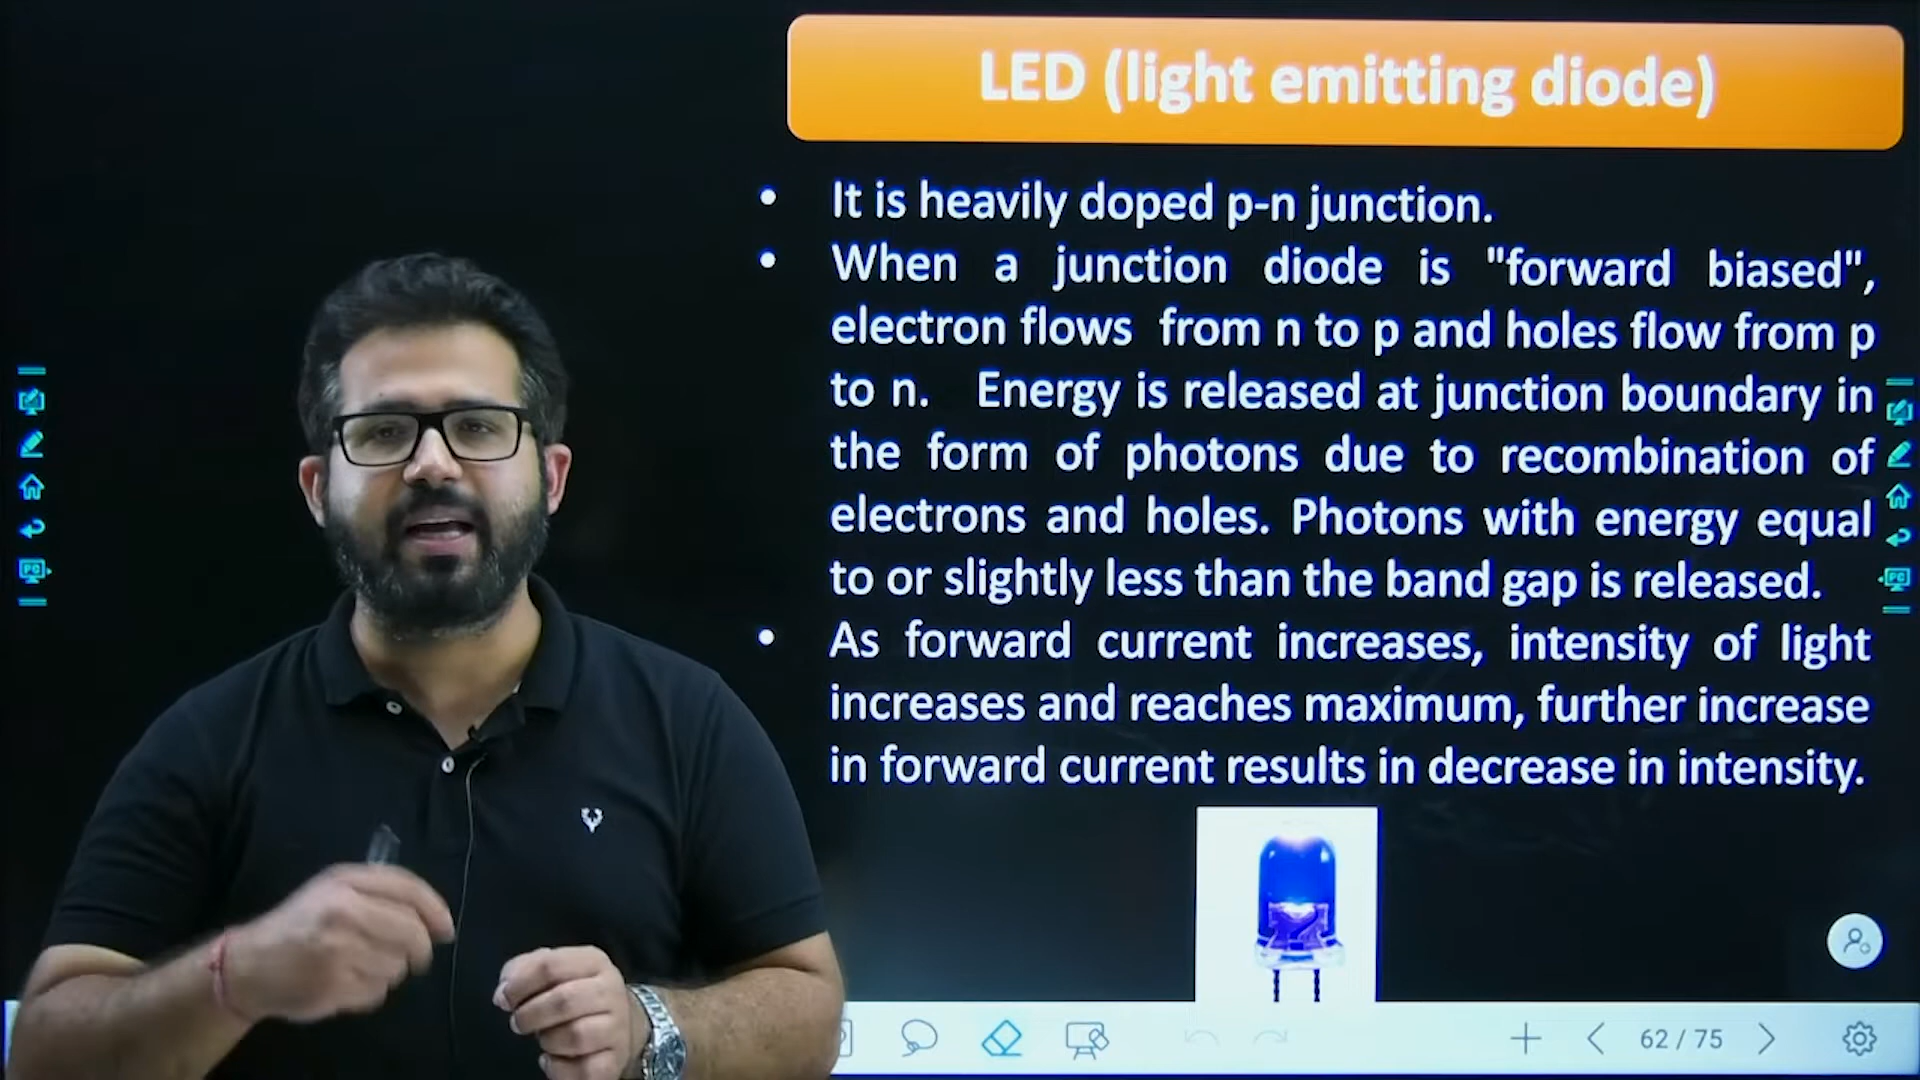 LED (light emitting diode)
• It is heavily doped p-n junction.
• When a junction diode is "forward biased",
electron flows from n to p and holes flow from p
to n. Energy is released at junction boundary in
the form of photons due to recombination of
electrons and holes. Photons with energy equal
to or slightly less than the band gap is released.
• As forward current increases, intensity of light
increases and reaches maximum, further increase
in forward current results in decrease in intensity.
PC
PC
62 / 75